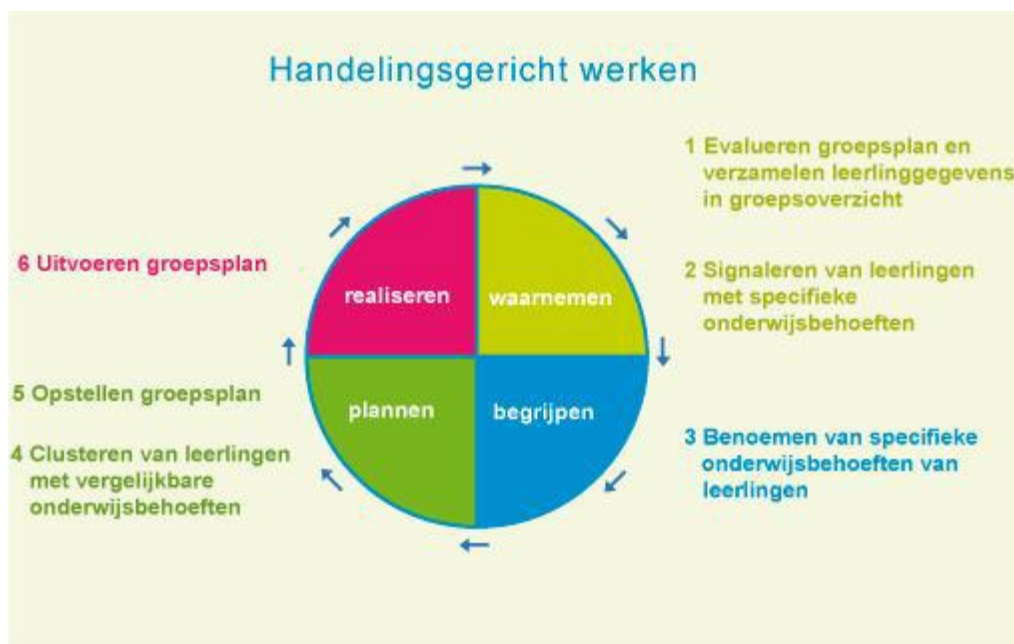 Handelingsgericht werken
1 Evalueren groepsplan en
verzamelen leerlinggegevens
in groepsoverzicht
2 Signaleren van leerlingen
met specifieke
onderwijsbehoeften
3 Benoemen van specifieke
onderwijsbehoeften van
leerlingen
4 Clusteren van leerlingen
met vergelijkbare
onderwijsbehoeften
5 Opstellen groepsplan
6 Uitvoeren groepsplan
realiseren
waarnemen
plannen
begrijpen